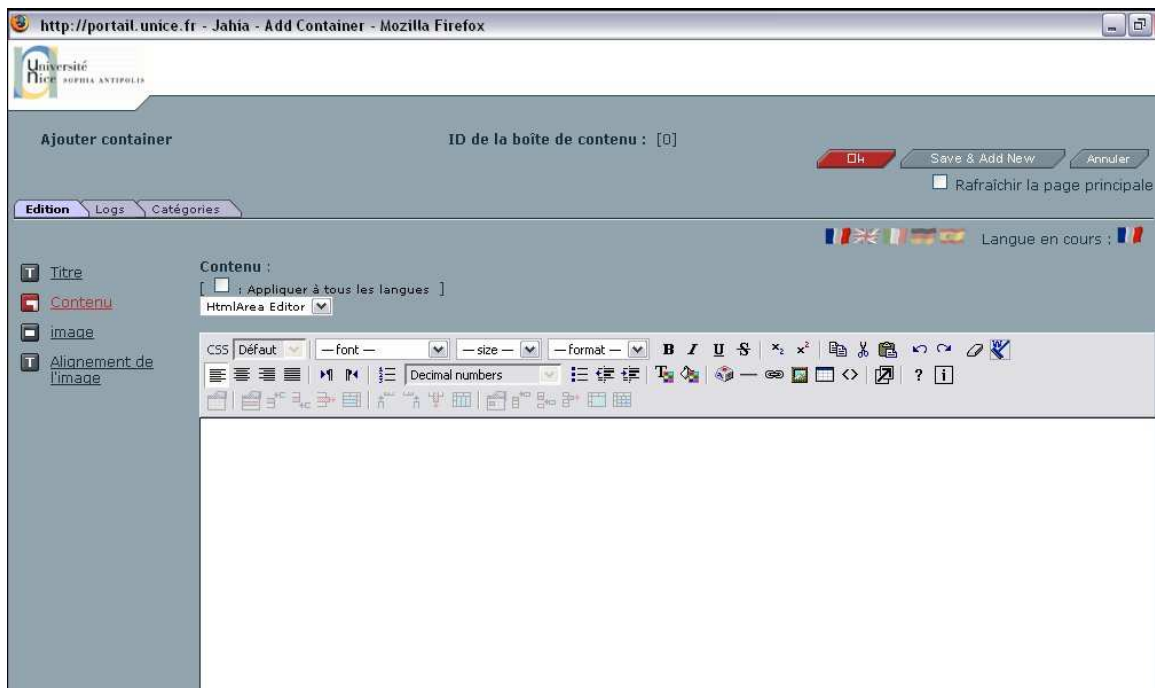 http://portail.unice.fr - Jahia - Add Container - Mozilla Firefox
Université
Nice SOPHIA ANTIPOLIS
Ajouter container
ID de la boîte de contenu : [0]
Ok
Save & Add New
Annuler
Rafraîchir la page principale
Edition
Logs
Catégories
Langue en cours :
Titre
Contenu
image
Alignement de
l'image
Contenu :
[ : Appliquer à tous les langues ]
HtmlArea Editor
CSS Défaut — font — — size — — format — B I U S x₂ x²
Decimal numbers